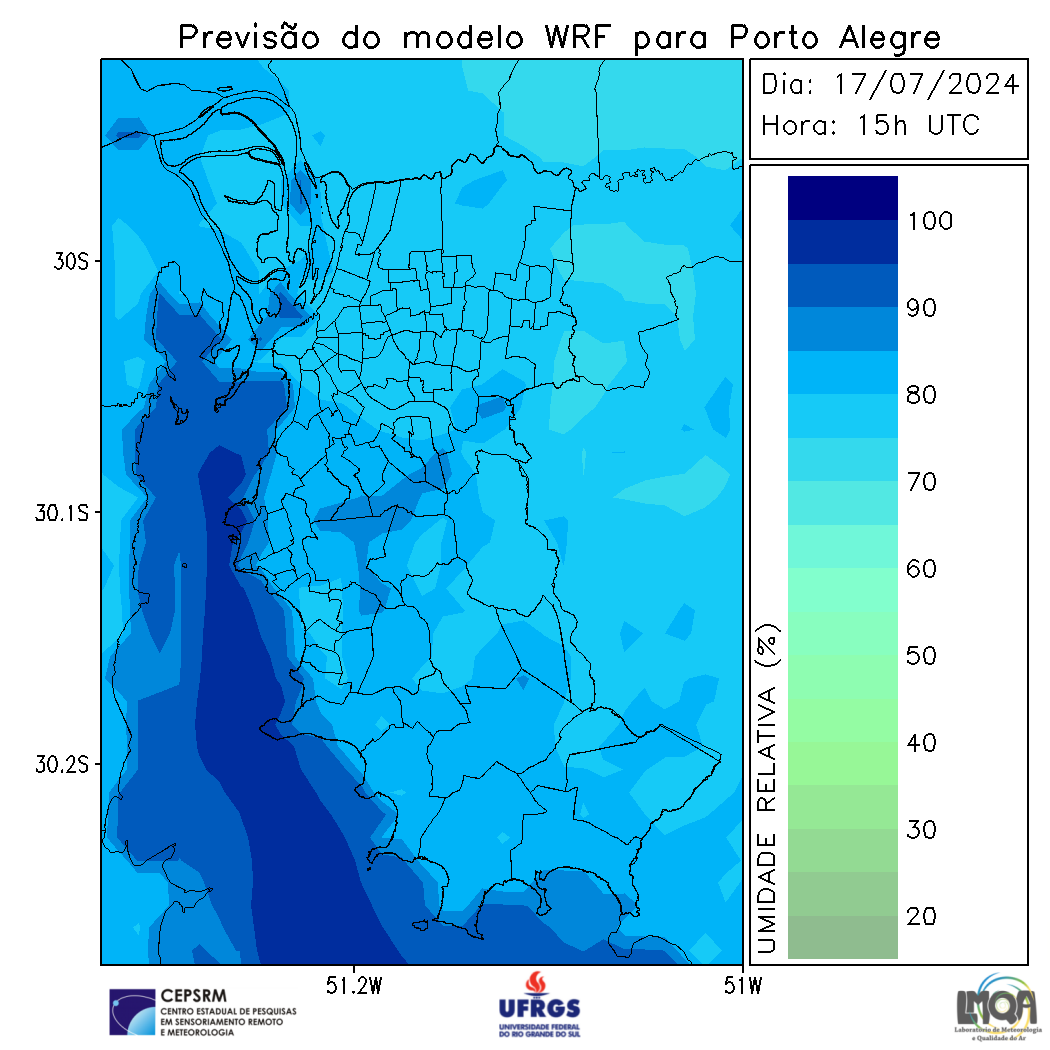 Previsão do modelo WRF para Porto Alegre
Dia: 17/07/2024
Hora: 15h UTC
30S
30.1S
30.2S
51.2W
51W
100
90
80
70
60
50
40
30
20
UMIDADE RELATIVA (%)
CEPSRM
CENTRO ESTADUAL DE PESQUISAS
EM SENSORIAMENTO REMOTO
E METEOROLOGIA
UFRGS
UNIVERSIDADE FEDERAL
DO RIO GRANDE DO SUL
LMQA
Laboratório de Meteorologia
e Qualidade do Ar